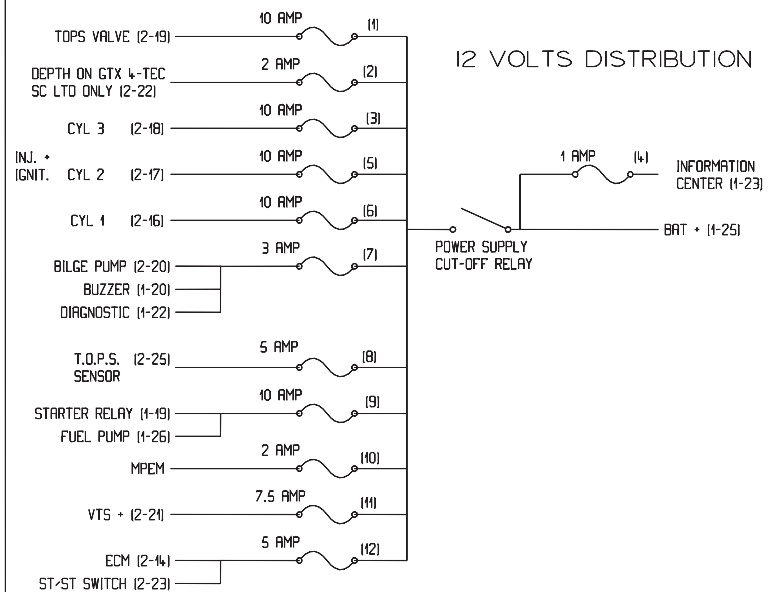 12 VOLTS DISTRIBUTION
10 AMP (1)
TOPS VALVE (2-19)
2 AMP (2)
DEPTH ON GTX 4-TEC
SC LTD ONLY (2-22)
10 AMP (3)
CYL 3 (2-18)
INJ. +
IGNIT.
10 AMP (5)
CYL 2 (2-17)
10 AMP (6)
CYL 1 (2-16)
3 AMP (7)
BILGE PUMP (2-20)
BUZZER (1-20)
DIAGNOSTIC (1-22)
5 AMP (8)
T.O.P.S. (2-25)
SENSOR
10 AMP (9)
STARTER RELAY (1-19)
FUEL PUMP (1-26)
2 AMP (10)
MPEM
7.5 AMP (11)
VTS + (2-21)
5 AMP (12)
ECM (2-14)
ST/ST SWITCH (2-23)
1 AMP (4)
INFORMATION
CENTER (1-23)
BAT + (1-25)
POWER SUPPLY
CUT-OFF RELAY